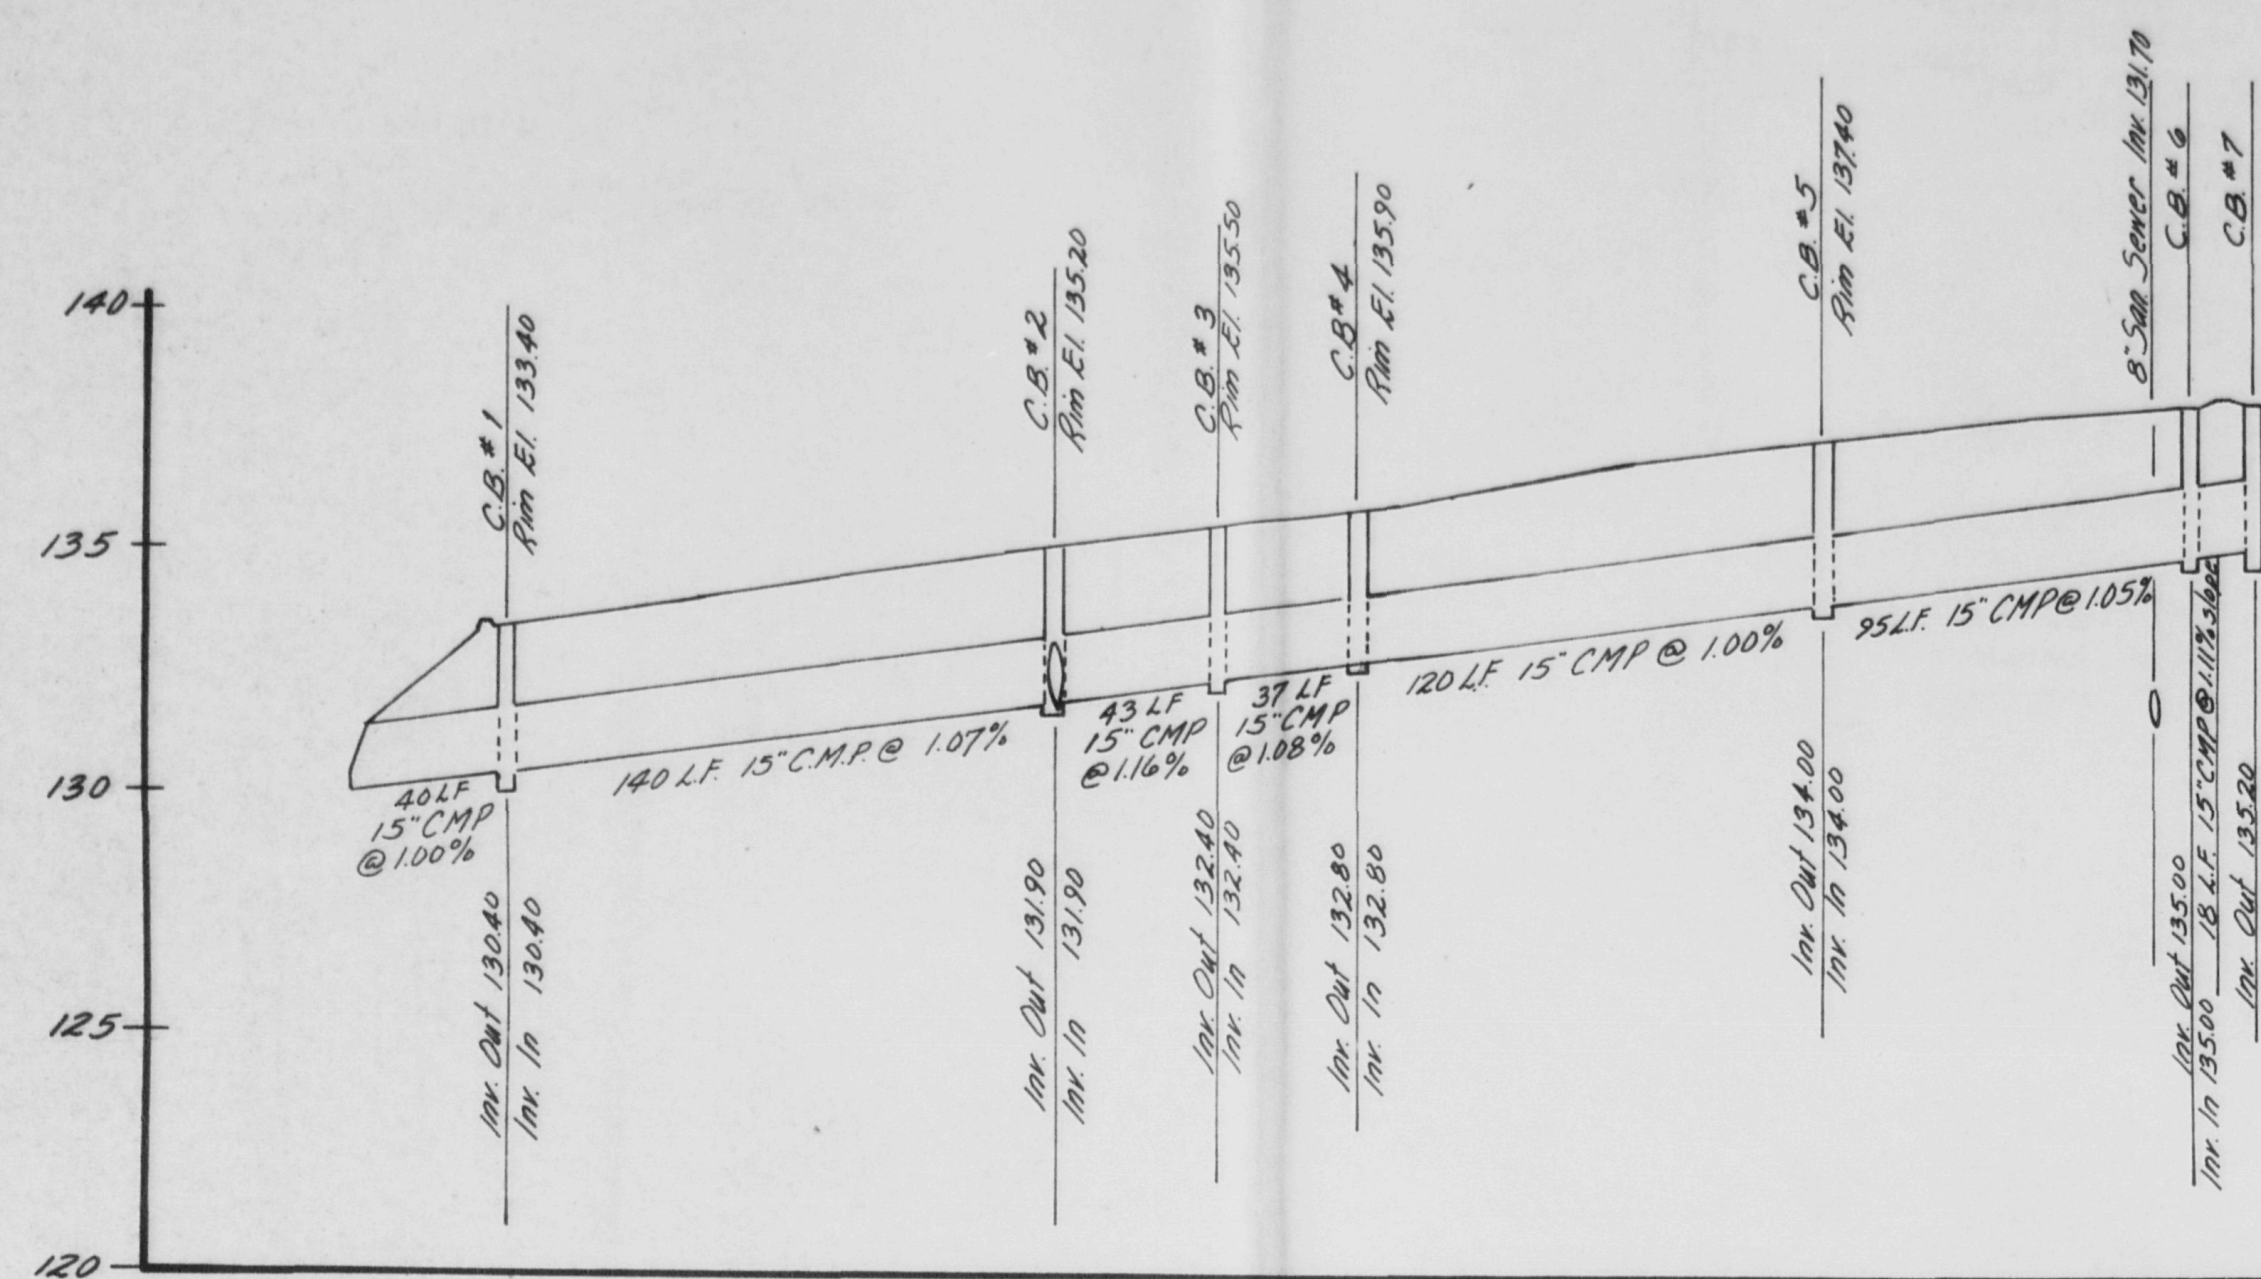 140
135
130
125
120
C.B. #1
Rim El. 133.40
C.B. #2
Rim El. 135.20
C.B. #3
Rim El. 135.50
C.B #4
Rim El. 135.90
C.B. #5
Rim El. 137.40
8" San. Sewer Inv. 131.70
C.B. #6
C.B. #7
40 LF
15" CMP
@ 1.00%
140 L.F. 15" C.M.P. @ 1.07%
43 LF
15" CMP
@ 1.16%
37 LF
15" CMP
@ 1.08%
120 L.F. 15" CMP @ 1.00%
95 L.F. 15" CMP @ 1.05%
18 L.F. 15" CMP @ 1.11% slope
Inv. Out 130.40
Inv. In 130.40
Inv. Out 131.90
Inv. In 131.90
Inv. Out 132.40
Inv. In 132.40
Inv. Out 132.80
Inv. In 132.80
Inv. Out 134.00
Inv. In 134.00
Inv. Out 135.00
Inv. In 135.00
Inv. Out 135.20